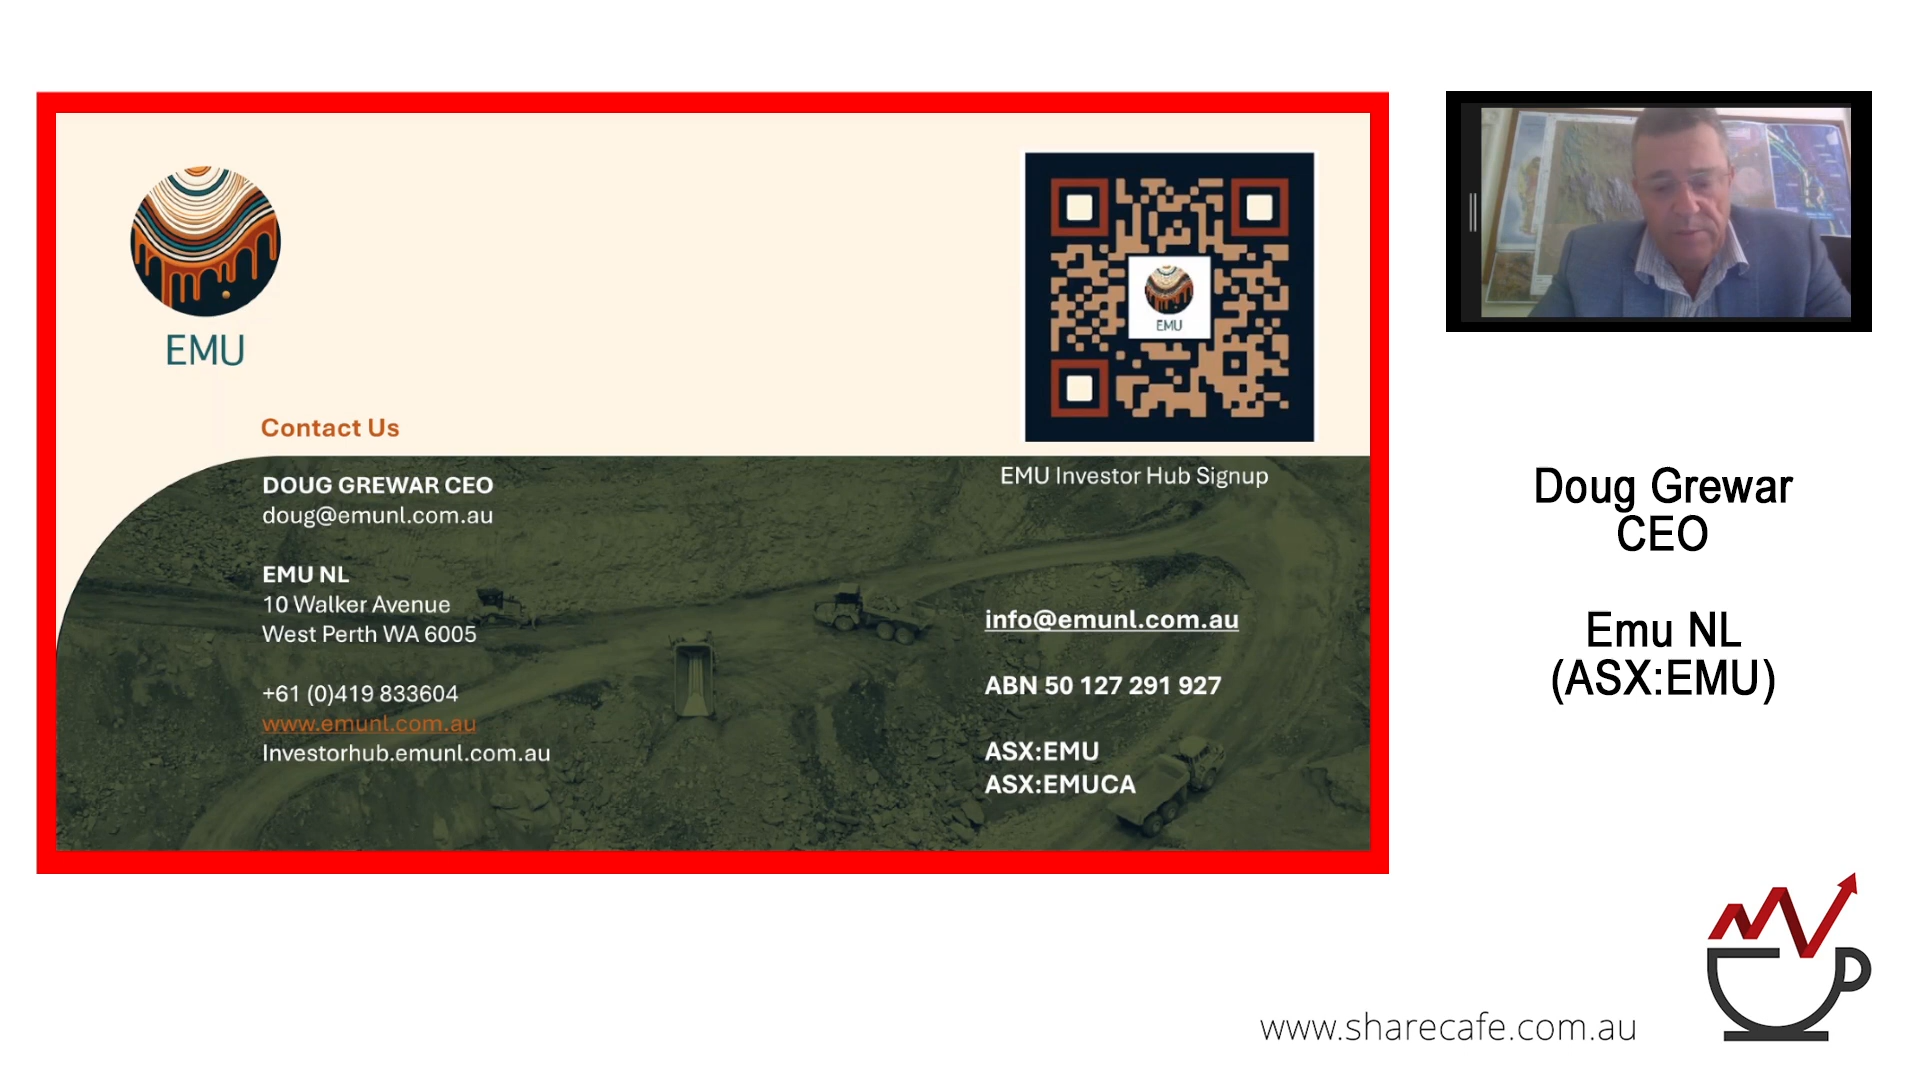 EMU
Contact Us
DOUG GREWAR CEO
doug@emunl.com.au
EMU NL
10 Walker Avenue
West Perth WA 6005
+61 (0)419 833604
www.emunl.com.au
Investorhub.emunl.com.au
EMU
EMU Investor Hub Signup
info@emunl.com.au
ABN 50 127 291 927
ASX:EMU
ASX:EMUCA
Doug Grewar
CEO
Emu NL
(ASX:EMU)
www.sharecafe.com.au